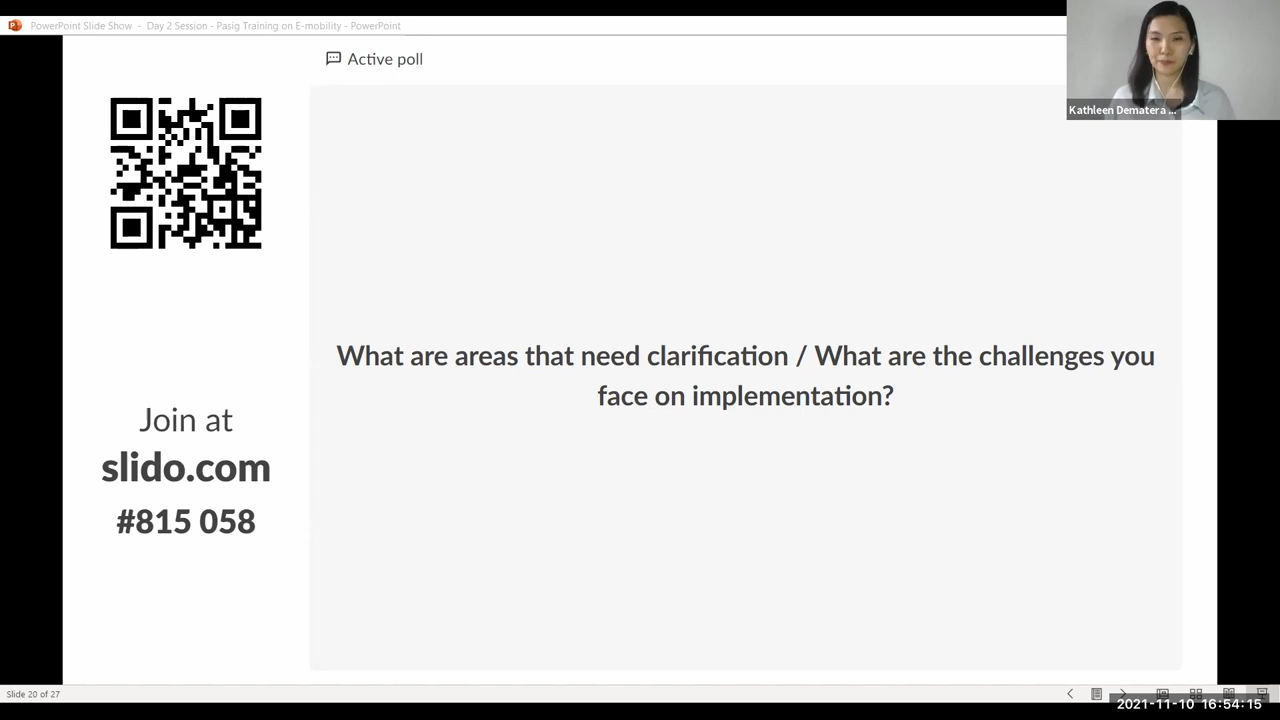 PowerPoint Slide Show - Day 2 Session - Pasig Training on E-mobility - PowerPoint
Active poll
Kathleen Dematera ...
What are areas that need clarification / What are the challenges you
face on implementation?
Join at
slido.com
#815 058
Slide 20 of 27
2021-11-10 16:54:15